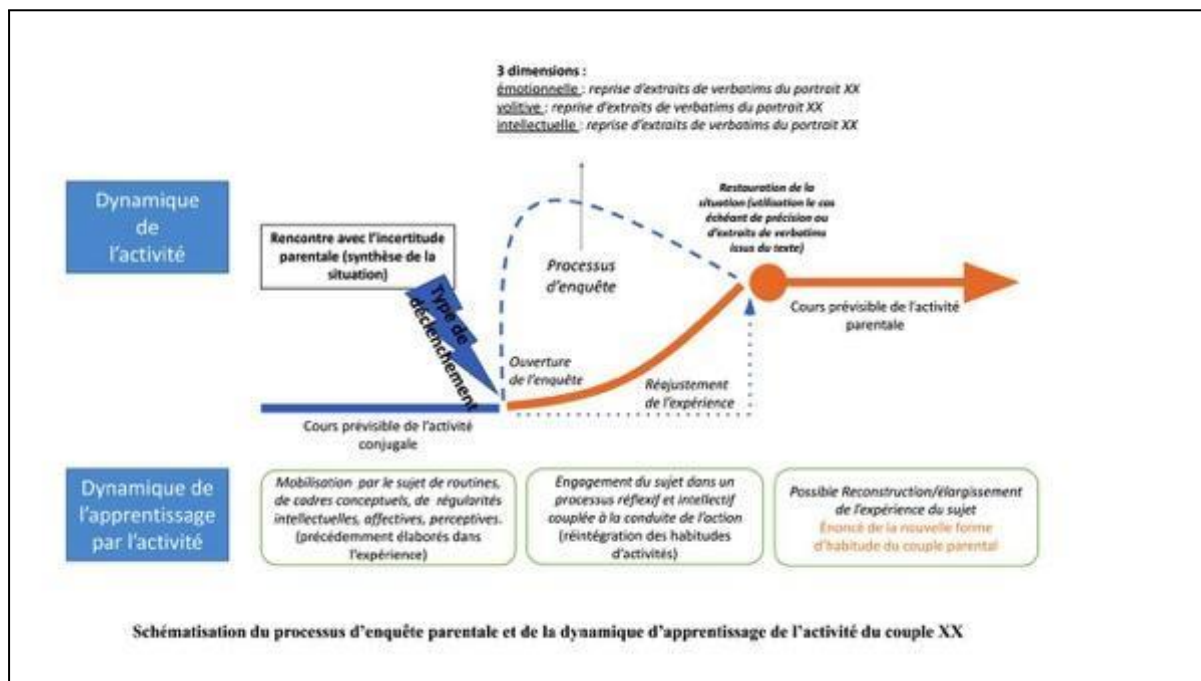 3 dimensions :
émotionnelle : reprise d'extraits de verbatims du portrait XX
volitive : reprise d'extraits de verbatims du portrait XX
intellectuelle : reprise d'extraits de verbatims du portrait XX
Dynamique
de
l'activité
Rencontre avec l'incertitude
parentale (synthèse de la
situation)
Type de
déclenchement
Processus
d'enquête
Restauration de la
situation (utilisation le cas
échéant de précision ou
d'extraits de verbatims
issus du texte)
Cours prévisible de l'activité
parentale
Ouverture
de l'enquête
Réajustement
de l'expérience
Cours prévisible de l'activité
conjugale
Dynamique de
l'apprentissage
par l'activité
Mobilisation par le sujet de routines,
de cadres conceptuels, de régularités
intellectuelles, affectives, perceptives.
(précédemment élaborés dans
l'expérience)
Engagement du sujet dans un
processus réflexif et intellectif
couplée à la conduite de l'action
(réintégration des habitudes
d'activités)
Possible Reconstruction/élargissement
de l'expérience du sujet
Énoncé de la nouvelle forme
d'habitude du couple parental
Schématisation du processus d'enquête parentale et de la dynamique d'apprentissage de l'activité du couple XX